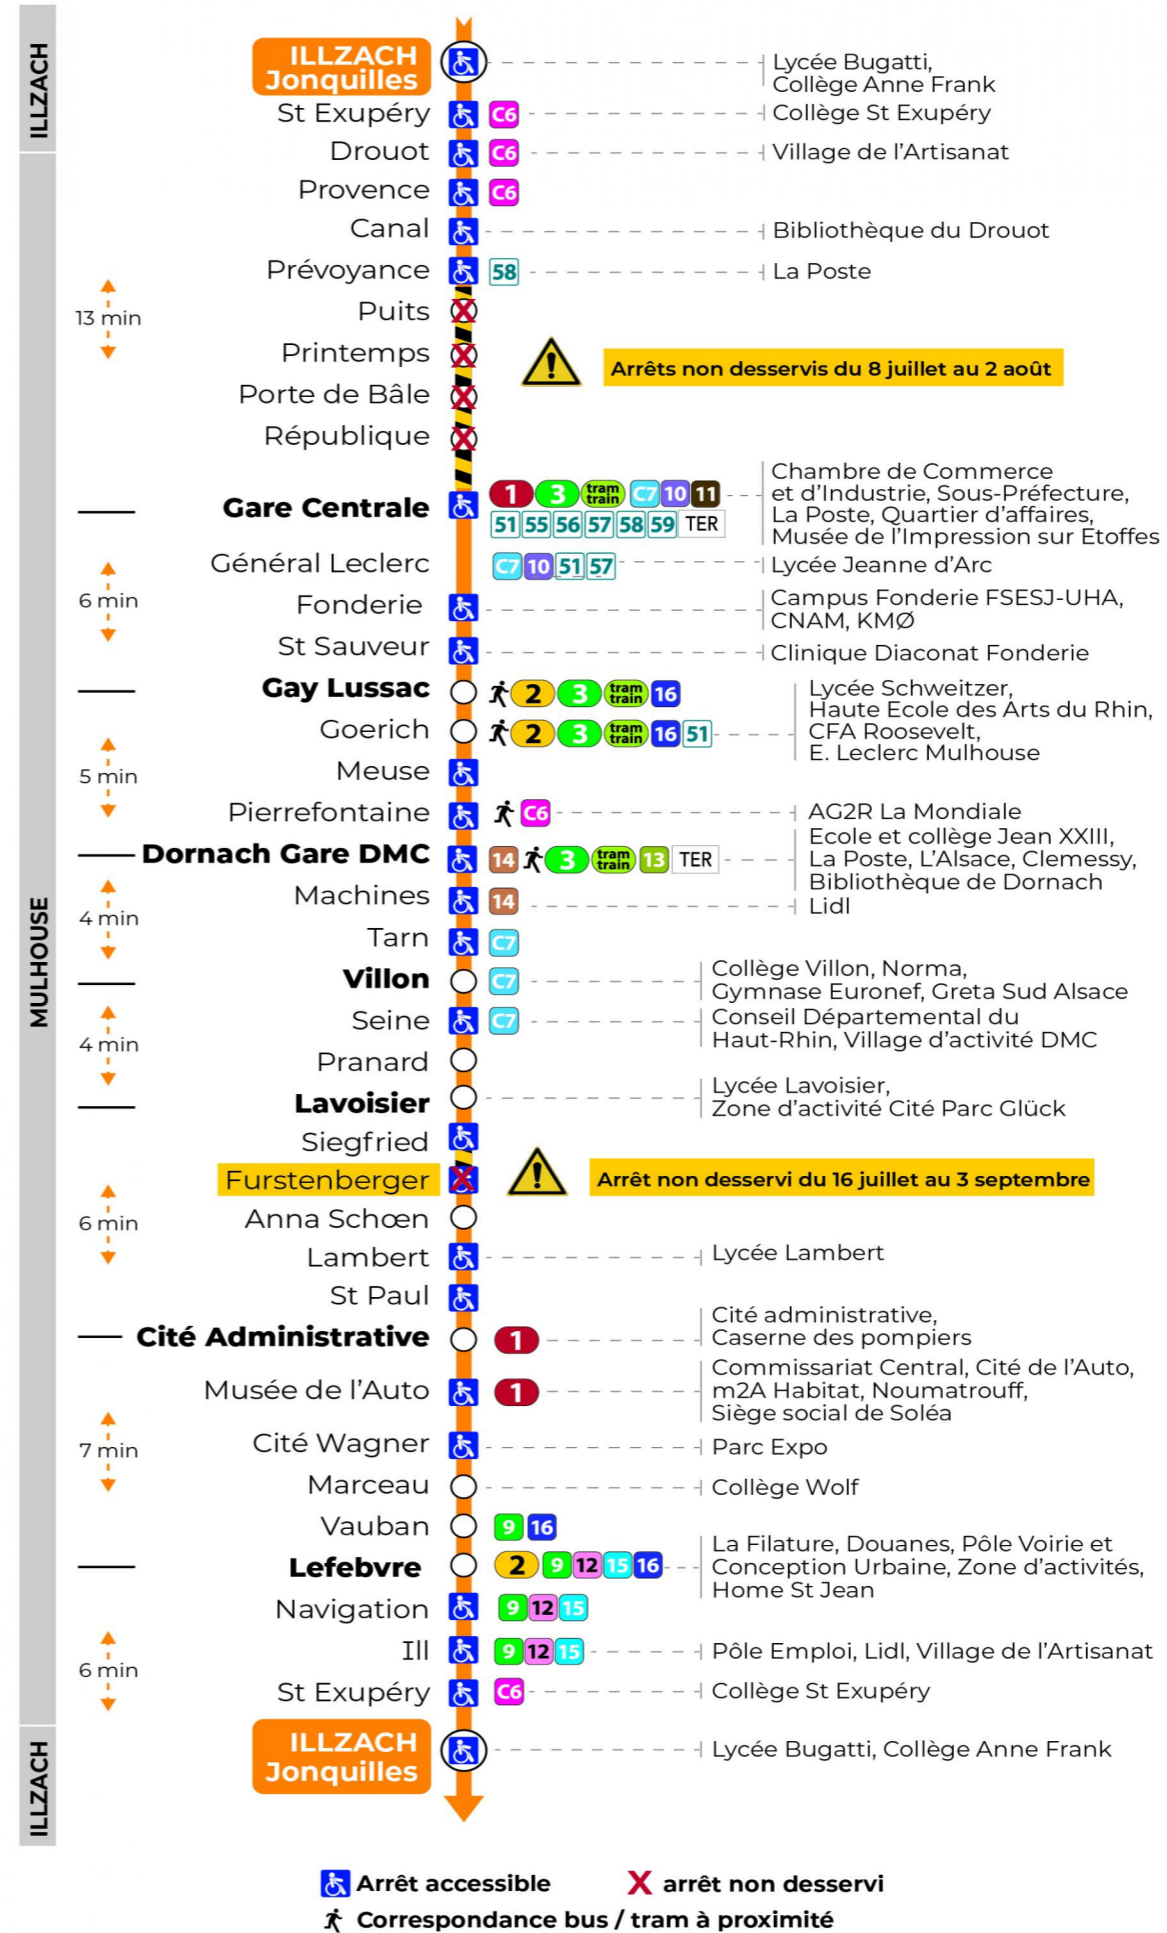 ILLZACH
ILLZACH
Jonquilles
Lycée Bugatti,
Collège Anne Frank
St Exupéry C6 Collège St Exupéry
Drouot C6 Village de l'Artisanat
MULHOUSE
Provence C6
Canal Bibliothèque du Drouot
Prévoyance 58 La Poste
13 min
Puits
Printemps
Arrêts non desservis du 8 juillet au 2 août
Porte de Bâle
République
Gare Centrale
1 3 tram train C7 10 11
51 55 56 57 58 59 TER
Chambre de Commerce
et d'Industrie, Sous-Préfecture,
La Poste, Quartier d'affaires,
Musée de l'Impression sur Etoffes
Général Leclerc C7 10 51 57 Lycée Jeanne d'Arc
6 min
Fonderie
Campus Fonderie FSESJ-UHA,
CNAM, KMØ
St Sauveur Clinique Diaconat Fonderie
Gay Lussac 2 3 tram train 16
Goerich 2 3 tram train 16 51
Lycée Schweitzer,
Haute Ecole des Arts du Rhin,
CFA Roosevelt,
E. Leclerc Mulhouse
5 min
Meuse
Pierrefontaine C6 AG2R La Mondiale
Dornach Gare DMC 14 3 tram train 13 TER
Ecole et collège Jean XXIII,
La Poste, L'Alsace, Clemessy,
Bibliothèque de Dornach
Machines 14 Lidl
4 min
Tarn C7
Villon C7
Collège Villon, Norma,
Gymnase Euronef, Greta Sud Alsace
Seine C7
Conseil Départemental du
Haut-Rhin, Village d'activité DMC
4 min
Pranard
Lavoisier
Lycée Lavoisier,
Zone d'activité Cité Parc Glück
Siegfried
Furstenberger
Arrêt non desservi du 16 juillet au 3 septembre
6 min
Anna Schœn
Lambert Lycée Lambert
St Paul
Cité Administrative 1
Cité administrative,
Caserne des pompiers
Musée de l'Auto 1
Commissariat Central, Cité de l'Auto,
m2A Habitat, Noumatrouff,
Siège social de Soléa
7 min
Cité Wagner Parc Expo
Marceau Collège Wolf
Vauban 9 16
Lefebvre 2 9 12 15 16
La Filature, Douanes, Pôle Voirie et
Conception Urbaine, Zone d'activités,
Home St Jean
Navigation 9 12 15
Ill 9 12 15 Pôle Emploi, Lidl, Village de l'Artisanat
6 min
St Exupéry C6 Collège St Exupéry
ILLZACH
ILLZACH
Jonquilles
Lycée Bugatti, Collège Anne Frank
Arrêt accessible
X arrêt non desservi
Correspondance bus / tram à proximité